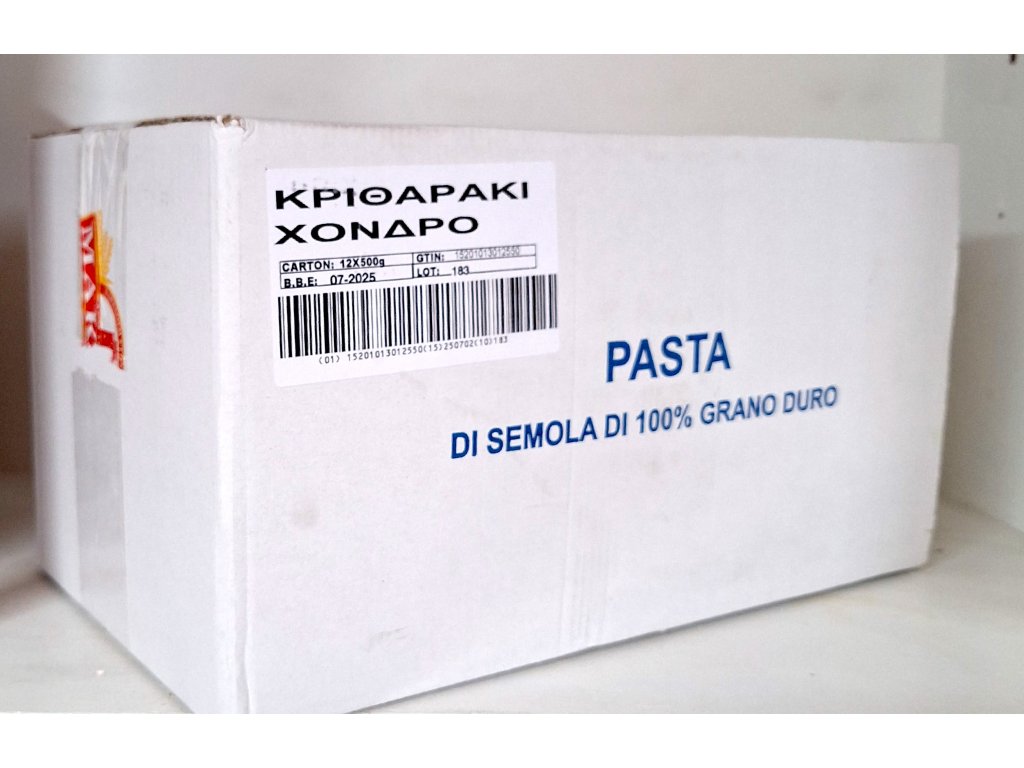 ΚΡΙΘΑΡΑΚΙ
ΧΟΝΔΡΟ
CARTON: 12X500g
GTIN: 15201013012550
B.B.E: 07-2025
LOT: 183
(01) 15201013012550(15)250702(10)183
PASTA
DI SEMOLA DI 100% GRANO DURO
ΜΑΚ